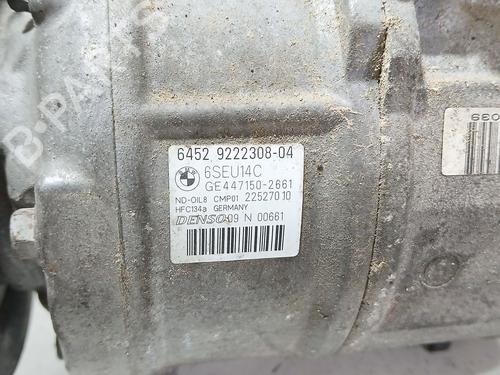 6452 9222308-04
6SEU14C
GE447150-2661
ND-OIL8 CMP01 22527010
HFC134a GERMANY
DENSO 09 N 00661
B-PARTS